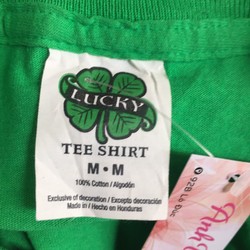 LUCKY
TEE SHIRT
M • M
100% Cotton / Algodón
Exclusive of decoration / Excepto decoración
Made in / Hecho en Honduras